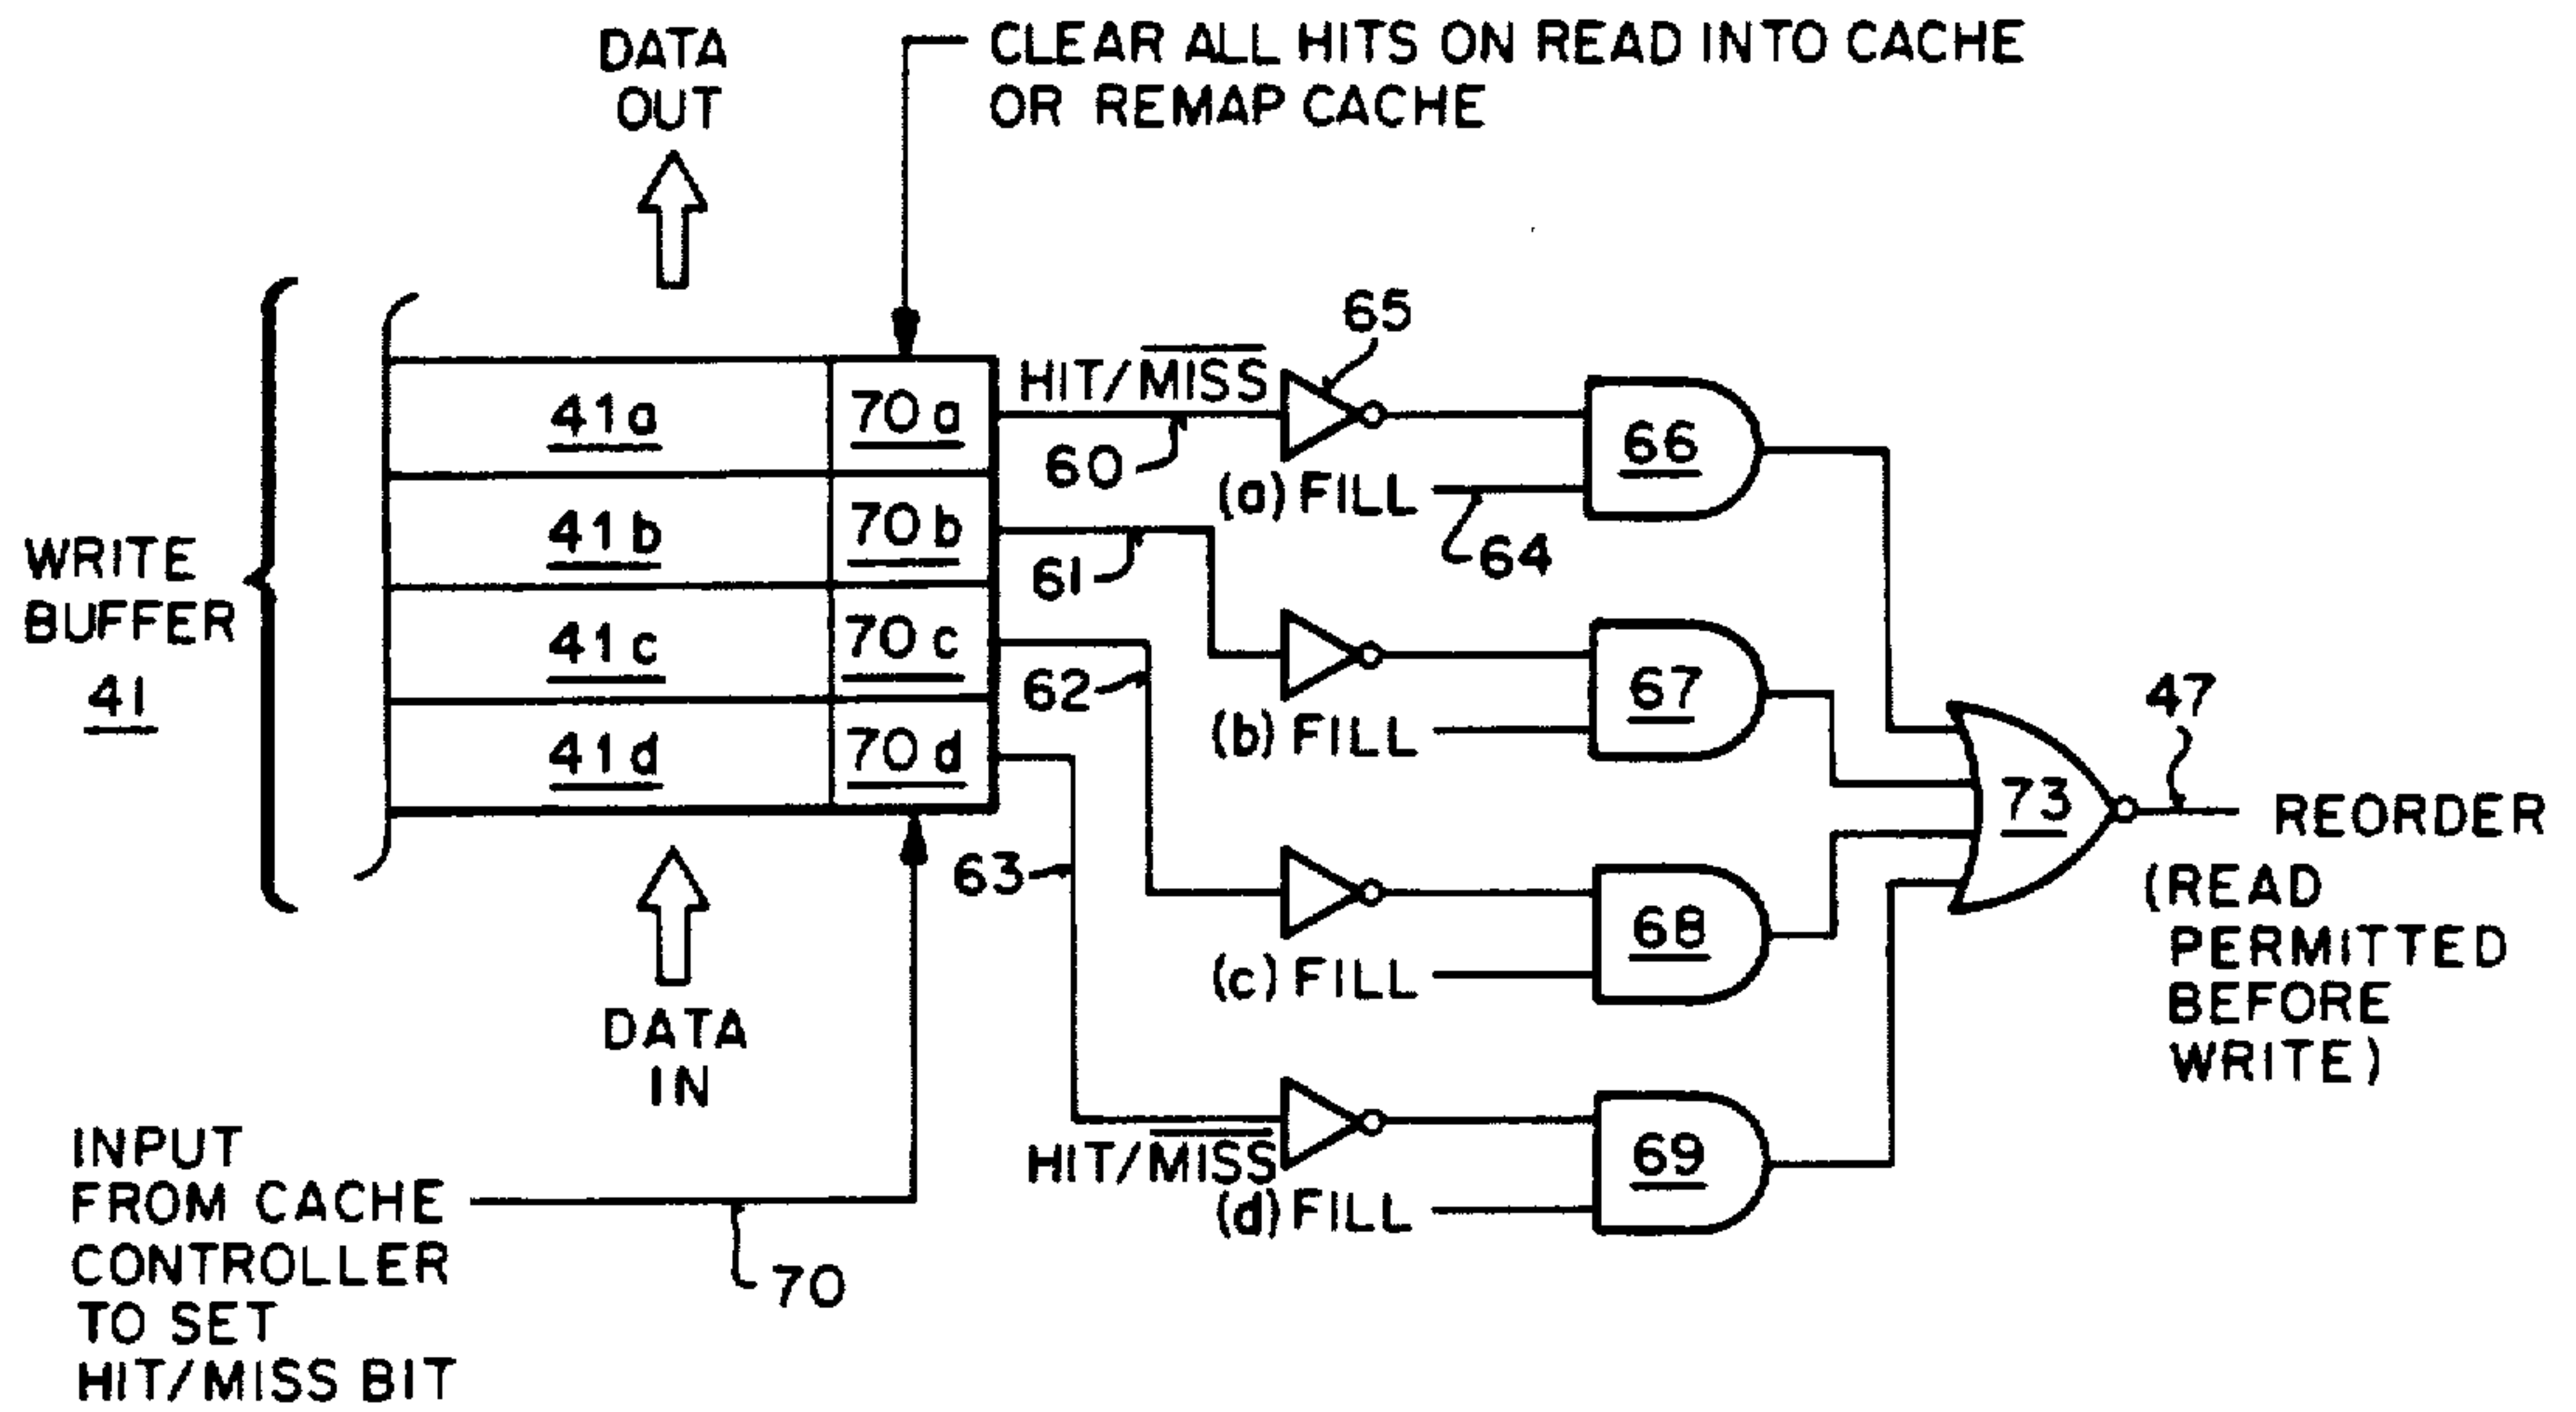 DATA
OUT
CLEAR ALL HITS ON READ INTO CACHE
OR REMAP CACHE
WRITE
BUFFER
41
41a
70a
41b
70b
41c
70c
41d
70d
HIT/MISS
60
65
(a) FILL
64
66
61
(b) FILL
67
62
(c) FILL
68
63
HIT/MISS
(d) FILL
69
73
47
REORDER
(READ
PERMITTED
BEFORE
WRITE)
DATA
IN
INPUT
FROM CACHE
CONTROLLER
TO SET
HIT/MISS BIT
70